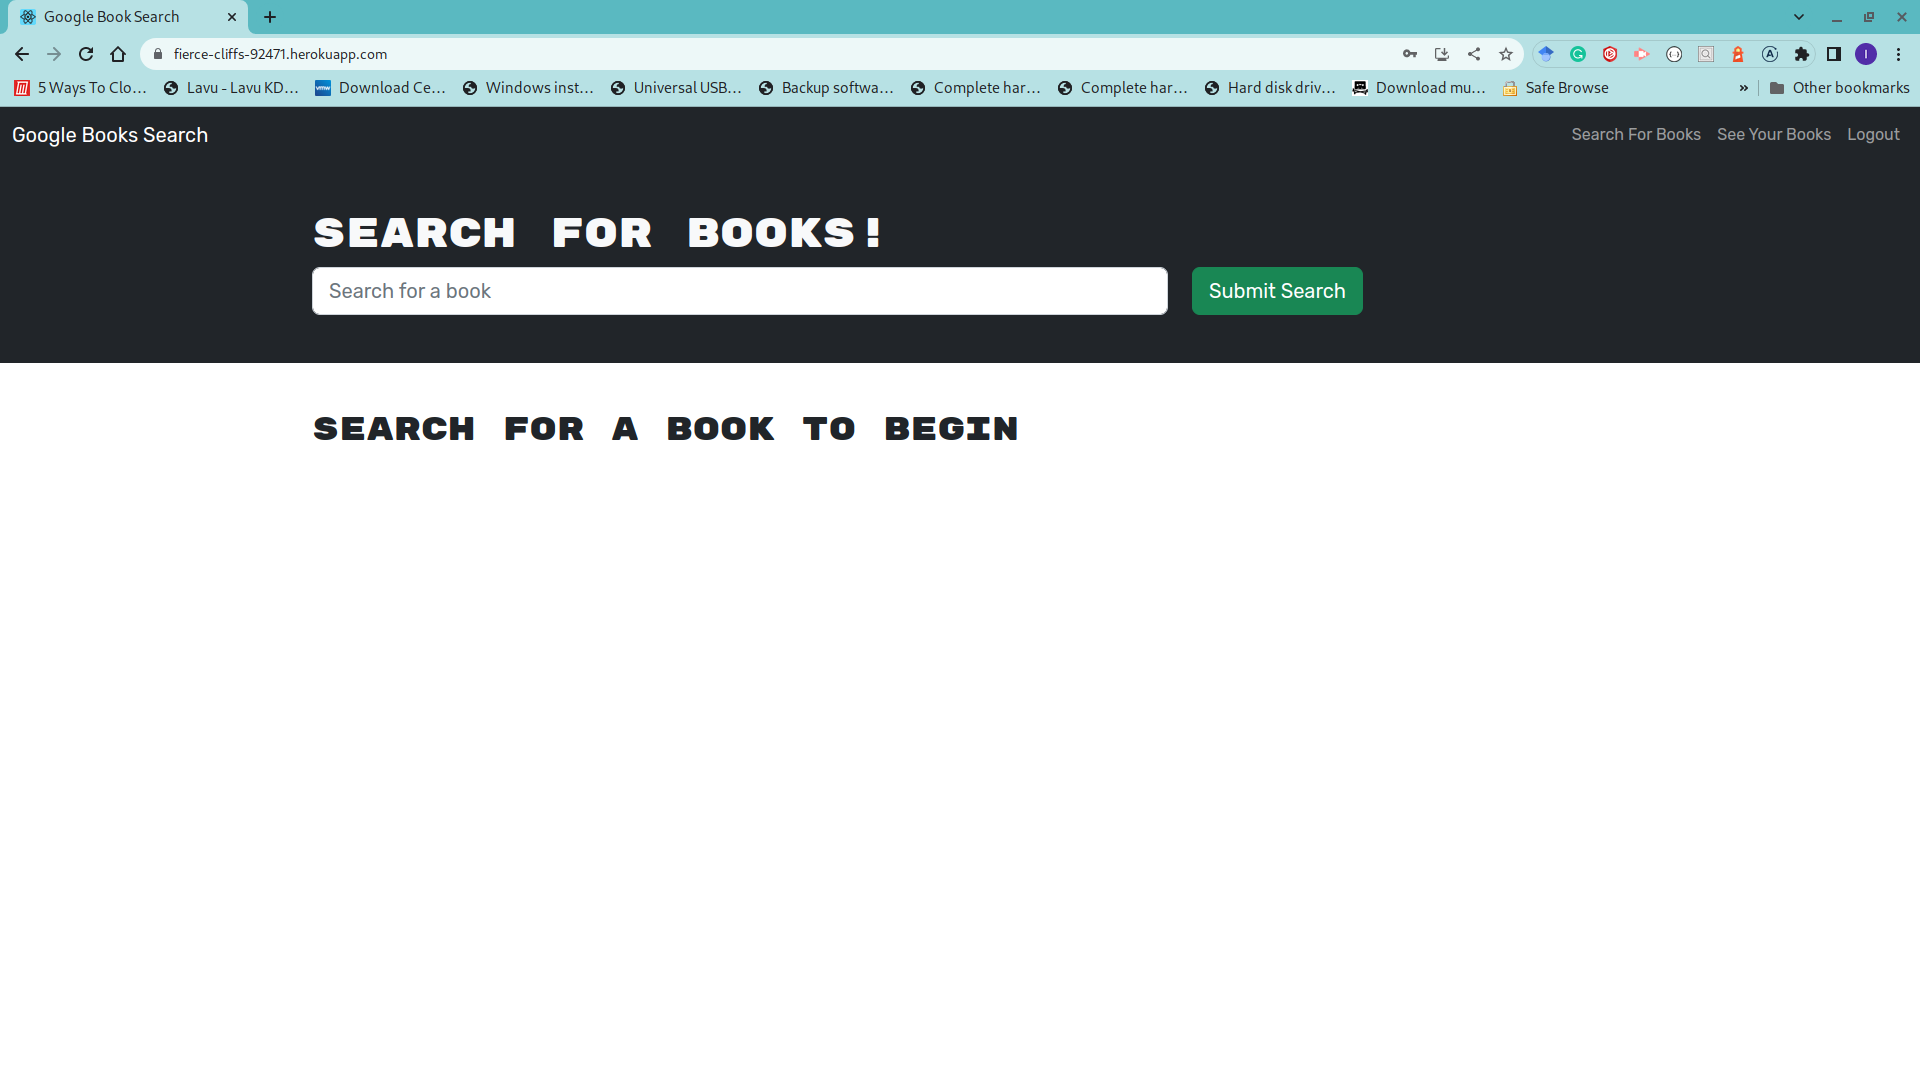 Google Book Search
fierce-cliffs-92471.herokuapp.com
5 Ways To Clo... Lavu - Lavu KD... Download Ce... Windows inst... Universal USB... Backup softwa... Complete har... Complete har... Hard disk driv... Download mu... Safe Browse » Other bookmarks
Google Books Search Search For Books See Your Books Logout
SEARCH FOR BOOKS!
Search for a book Submit Search
SEARCH FOR A BOOK TO BEGIN